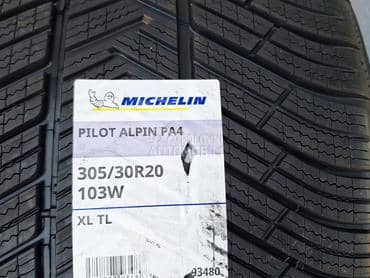 MICHELIN
PILOT ALPIN PA4
305/30R20
103W
XL TL
93480